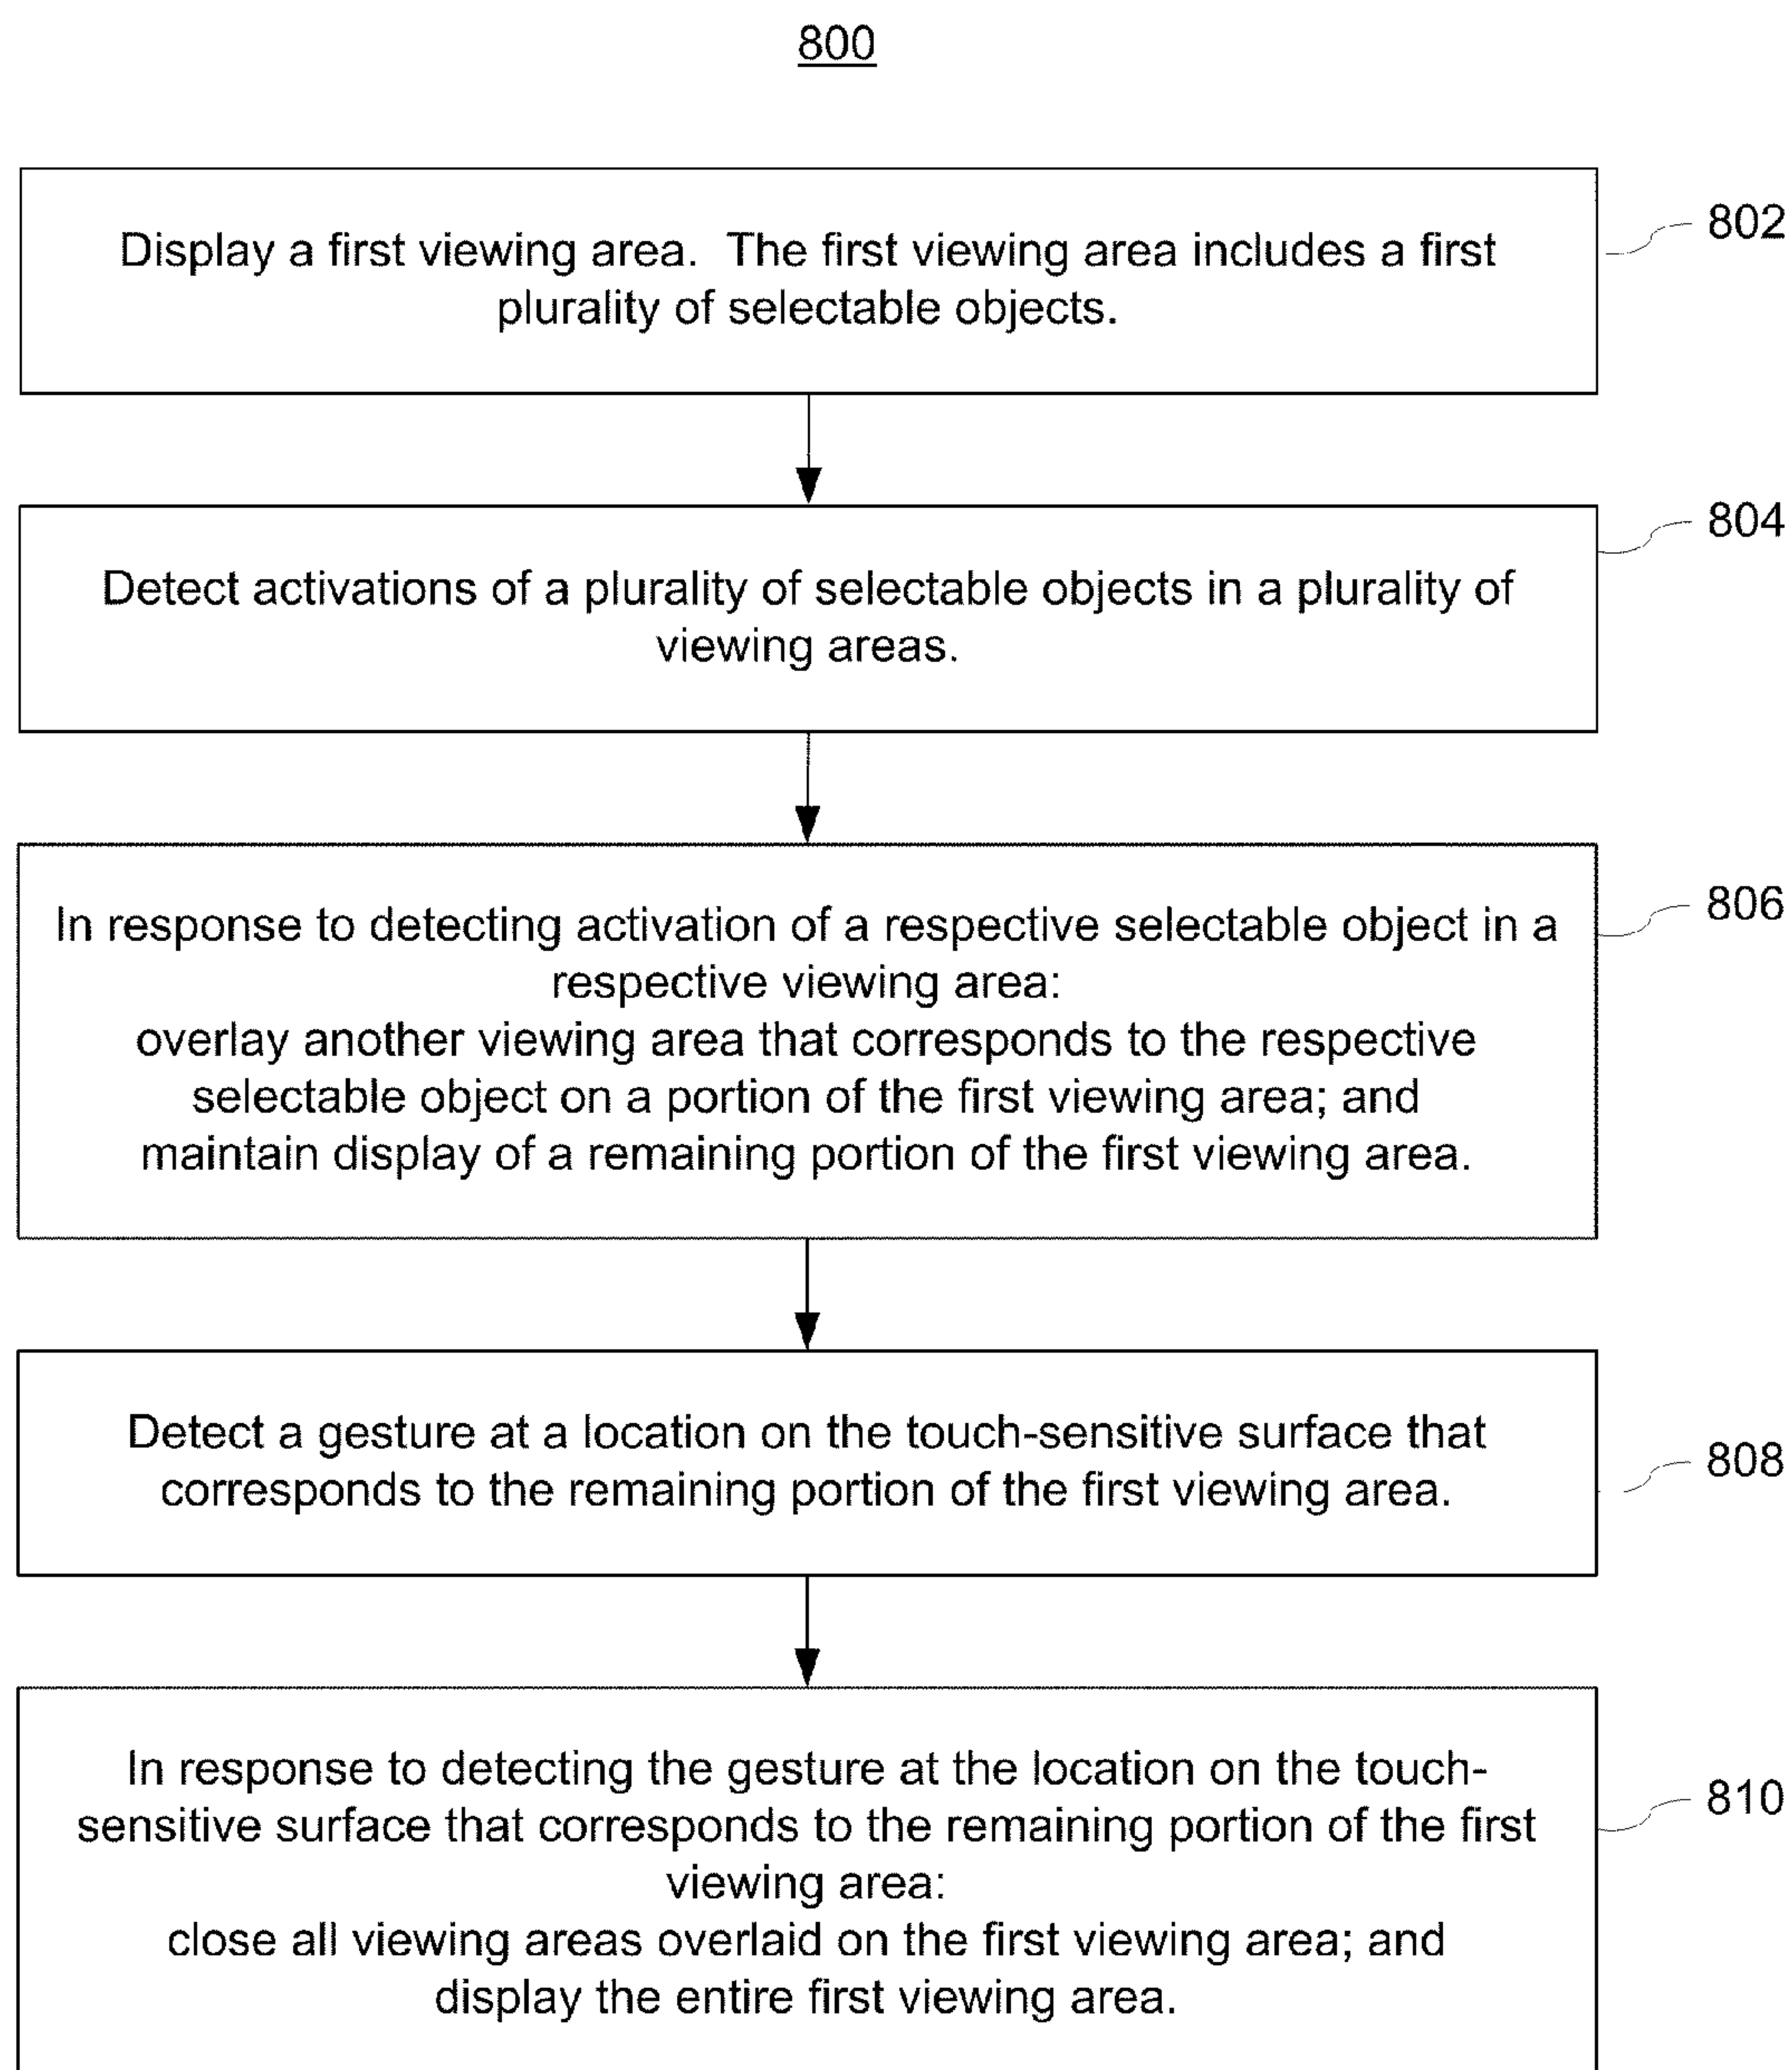 800
Display a first viewing area. The first viewing area includes a first
plurality of selectable objects.
802
Detect activations of a plurality of selectable objects in a plurality of
viewing areas.
804
In response to detecting activation of a respective selectable object in a
respective viewing area:
overlay another viewing area that corresponds to the respective
selectable object on a portion of the first viewing area; and
maintain display of a remaining portion of the first viewing area.
806
Detect a gesture at a location on the touch-sensitive surface that
corresponds to the remaining portion of the first viewing area.
808
In response to detecting the gesture at the location on the touch-
sensitive surface that corresponds to the remaining portion of the first
viewing area:
close all viewing areas overlaid on the first viewing area; and
display the entire first viewing area.
810